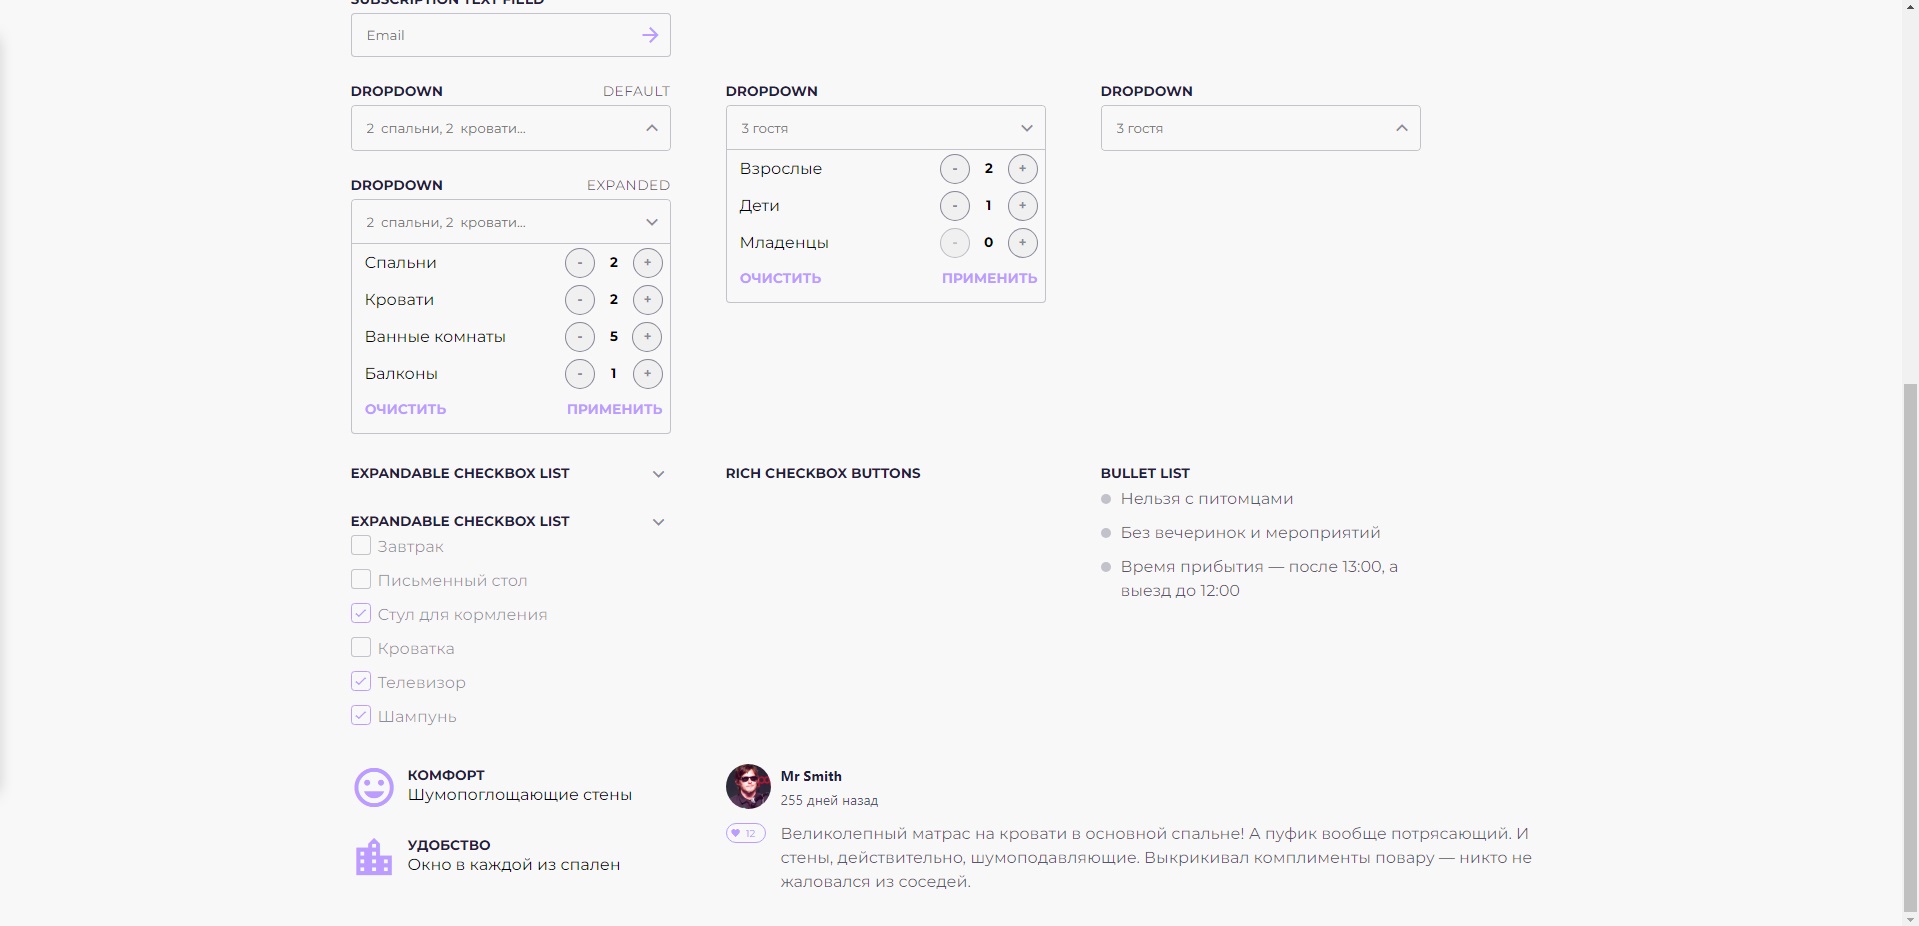 SUBSCRIPTION TEXT FIELD
Email
DROPDOWN DEFAULT
2 спальни, 2 кровати...
DROPDOWN EXPANDED
2 спальни, 2 кровати...
Спальни - 2 +
Кровати - 2 +
Ванные комнаты - 5 +
Балконы - 1 +
ОЧИСТИТЬ ПРИМЕНИТЬ
DROPDOWN
3 гостя
Взрослые - 2 +
Дети - 1 +
Младенцы - 0 +
ОЧИСТИТЬ ПРИМЕНИТЬ
DROPDOWN
3 гостя
EXPANDABLE CHECKBOX LIST
EXPANDABLE CHECKBOX LIST
Завтрак
Письменный стол
Стул для кормления
Кроватка
Телевизор
Шампунь
RICH CHECKBOX BUTTONS
BULLET LIST
Нельзя с питомцами
Без вечеринок и мероприятий
Время прибытия — после 13:00, а
выезд до 12:00
КОМФОРТ
Шумопоглощающие стены
УДОБСТВО
Окно в каждой из спален
Mr Smith
255 дней назад
12
Великолепный матрас на кровати в основной спальне! А пуфик вообще потрясающий. И
стены, действительно, шумоподавляющие. Выкрикивал комплименты повару — никто не
жаловался из соседей.